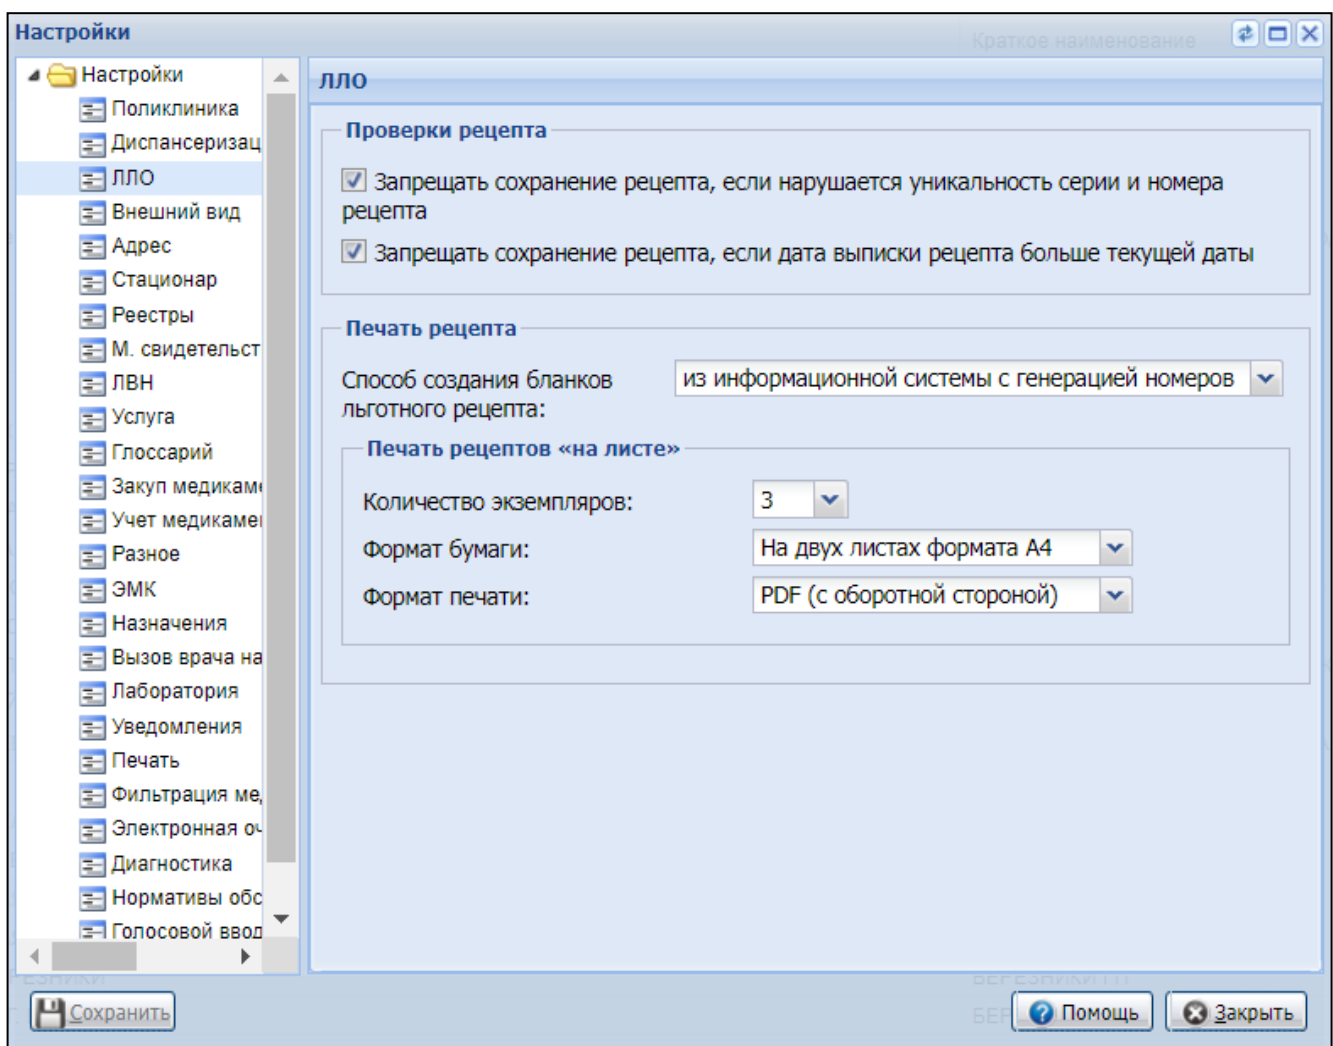 Настройки
Краткое наименование
Настройки
Поликлиника
Диспансеризац
ЛЛО
Внешний вид
Адрес
Стационар
Реестры
М. свидетельст
ЛВН
Услуга
Глоссарий
Закуп медикам
Учет медикаме
Разное
ЭМК
Назначения
Вызов врача на
Лаборатория
Уведомления
Печать
Фильтрация ме
Электронная оч
Диагностика
Нормативы обс
Голосовой ввод
ЛЛО
Проверки рецепта
Запрещать сохранение рецепта, если нарушается уникальность серии и номера
рецепта
Запрещать сохранение рецепта, если дата выписки рецепта больше текущей даты
Печать рецепта
Способ создания бланков
льготного рецепта:
из информационной системы с генерацией номеров
Печать рецептов «на листе»
Количество экземпляров: 3
Формат бумаги: На двух листах формата А4
Формат печати: PDF (с оборотной стороной)
Сохранить
Помощь
Закрыть